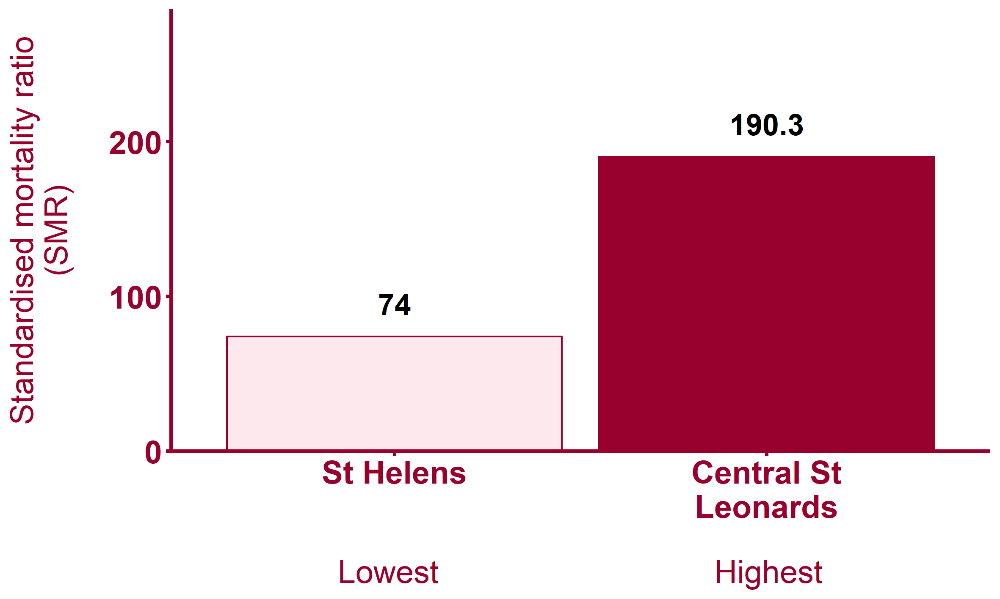 Standardised mortality ratio
(SMR)
200
100
0
74
190.3
St Helens
Central St
Leonards
Lowest
Highest